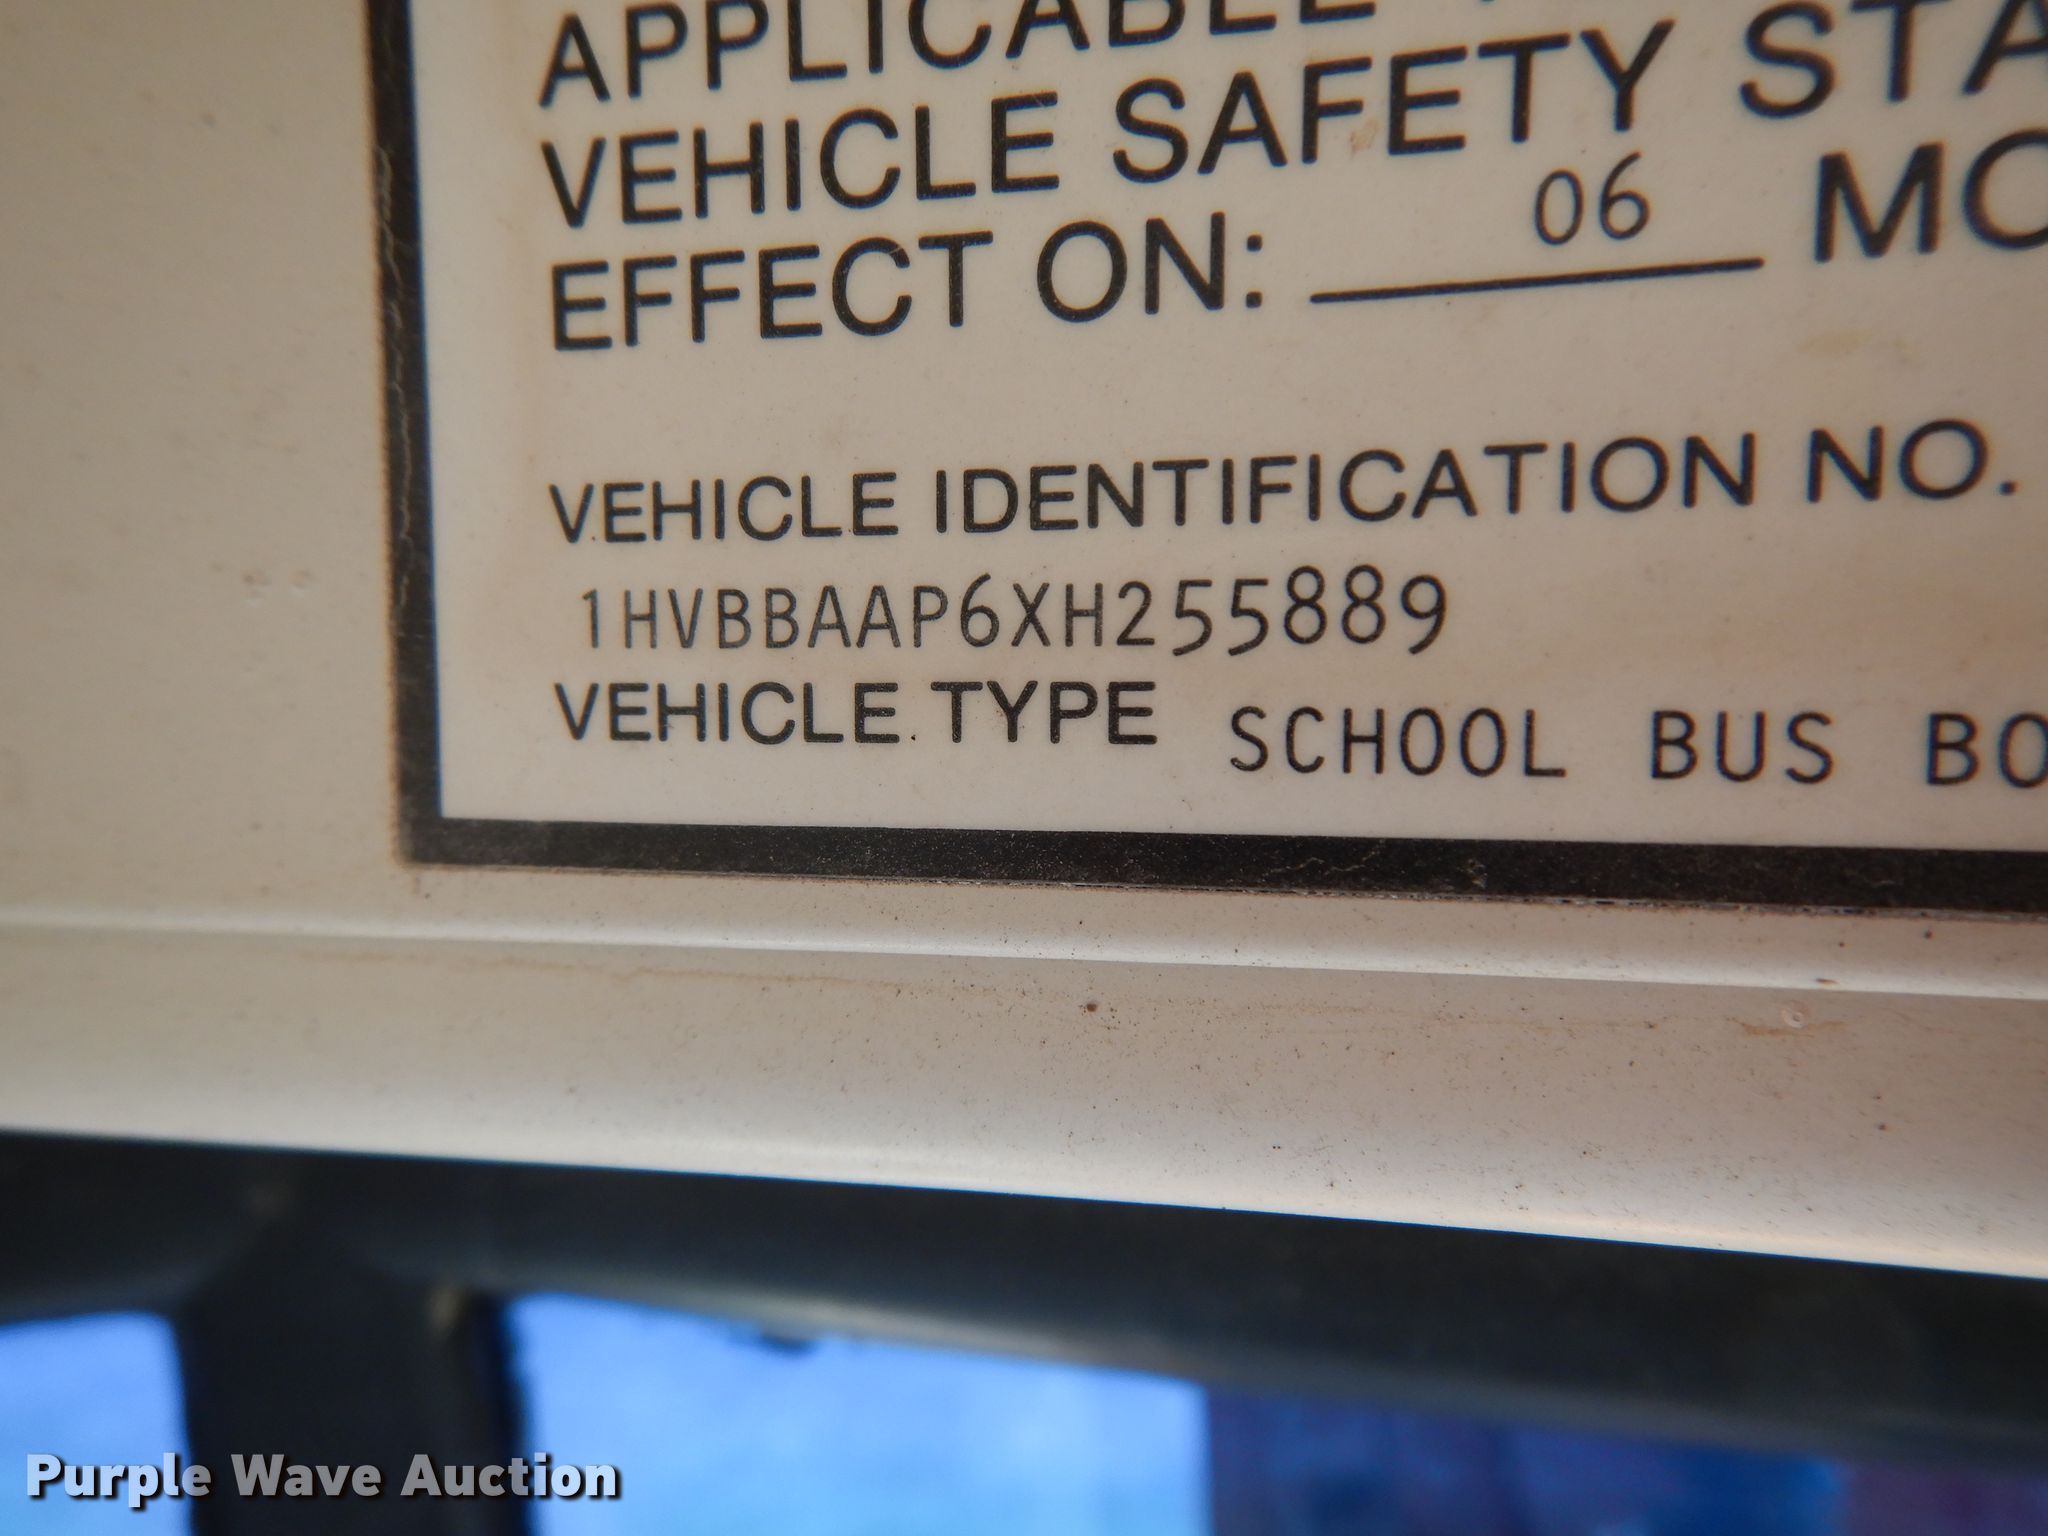 APPLICABLE
VEHICLE SAFETY STA
EFFECT ON: 06 MO
VEHICLE IDENTIFICATION NO.
1HVBBAAP6XH255889
VEHICLE TYPE SCHOOL BUS BO
Purple Wave Auction